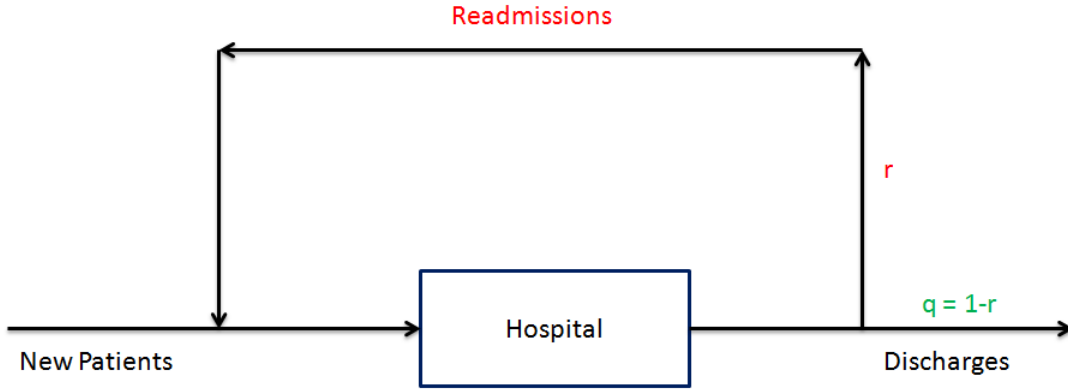 Readmissions
r
q = 1-r
Hospital
New Patients
Discharges